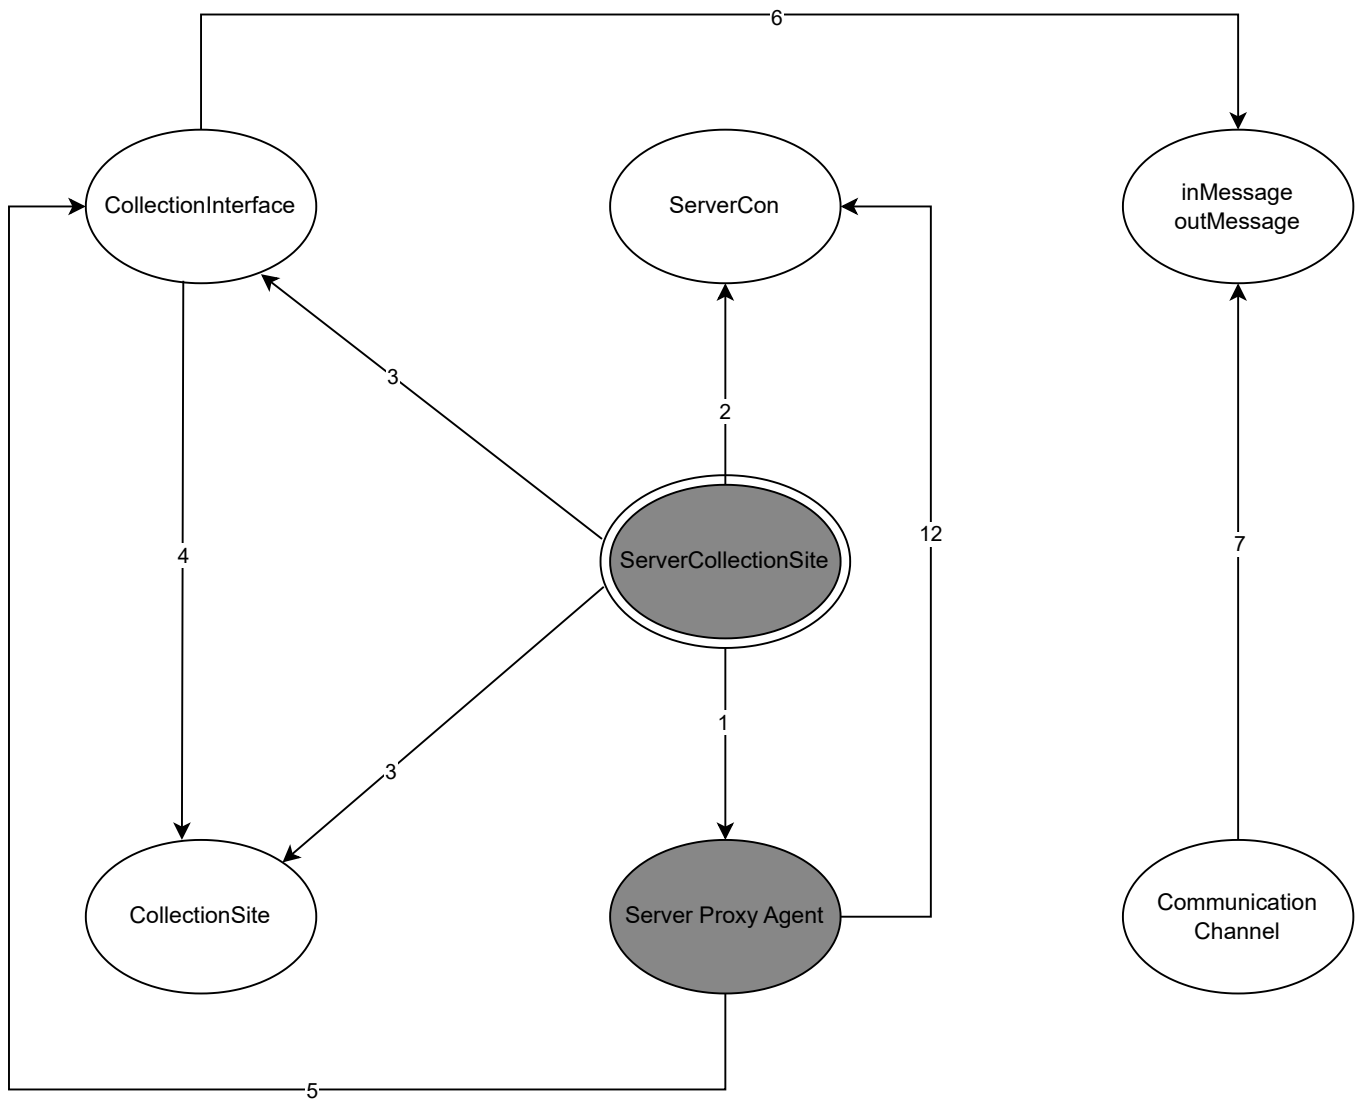 6
CollectionInterface
ServerCon
inMessage
outMessage
3
2
12
7
4
ServerCollectionSite
1
3
CollectionSite
Server Proxy Agent
Communication
Channel
5